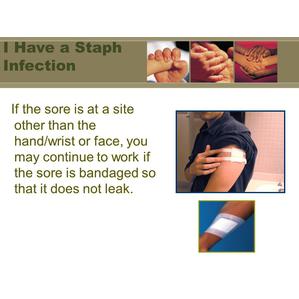 I Have a Staph
Infection
If the sore is at a site
other than the
hand/wrist or face, you
may continue to work if
the sore is bandaged so
that it does not leak.